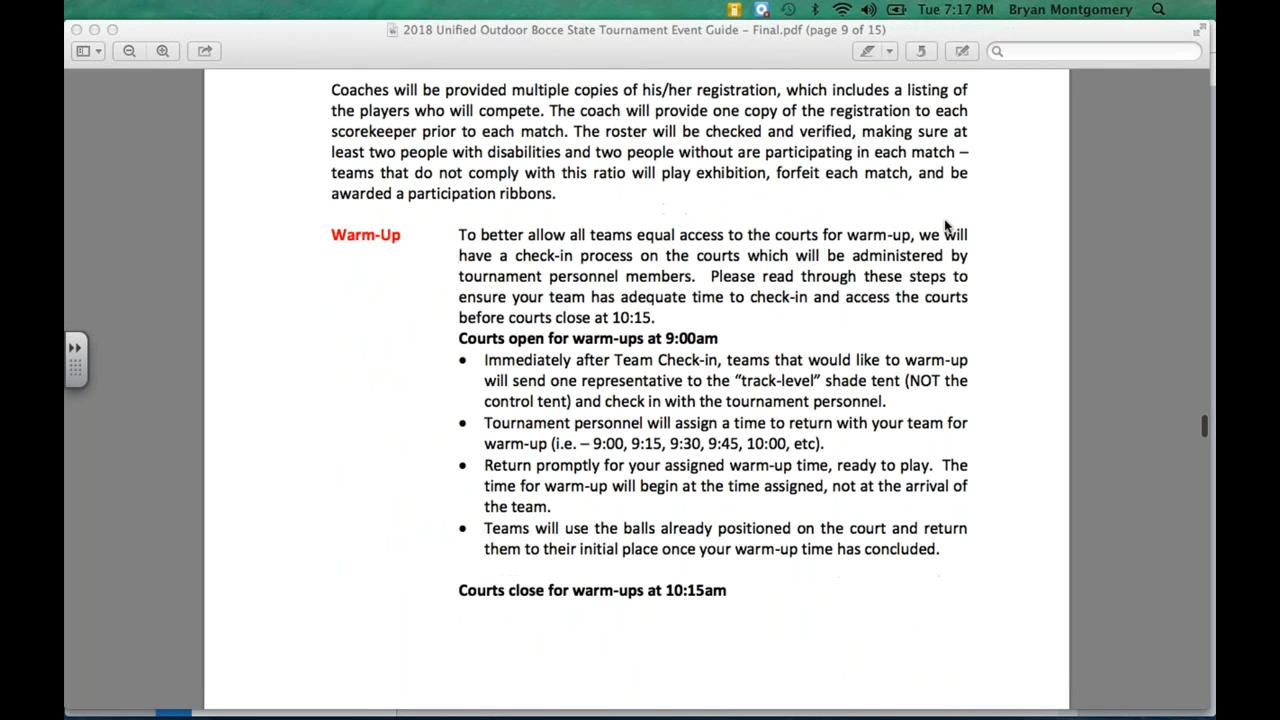 Tue 7:17 PM Bryan Montgomery
2018 Unified Outdoor Bocce State Tournament Event Guide – Final.pdf (page 9 of 15)
Coaches will be provided multiple copies of his/her registration, which includes a listing of
the players who will compete. The coach will provide one copy of the registration to each
scorekeeper prior to each match. The roster will be checked and verified, making sure at
least two people with disabilities and two people without are participating in each match –
teams that do not comply with this ratio will play exhibition, forfeit each match, and be
awarded a participation ribbons.
Warm-Up To better allow all teams equal access to the courts for warm-up, we will
have a check-in process on the courts which will be administered by
tournament personnel members. Please read through these steps to
ensure your team has adequate time to check-in and access the courts
before courts close at 10:15.
Courts open for warm-ups at 9:00am
• Immediately after Team Check-in, teams that would like to warm-up
will send one representative to the “track-level” shade tent (NOT the
control tent) and check in with the tournament personnel.
• Tournament personnel will assign a time to return with your team for
warm-up (i.e. – 9:00, 9:15, 9:30, 9:45, 10:00, etc).
• Return promptly for your assigned warm-up time, ready to play. The
time for warm-up will begin at the time assigned, not at the arrival of
the team.
• Teams will use the balls already positioned on the court and return
them to their initial place once your warm-up time has concluded.
Courts close for warm-ups at 10:15am